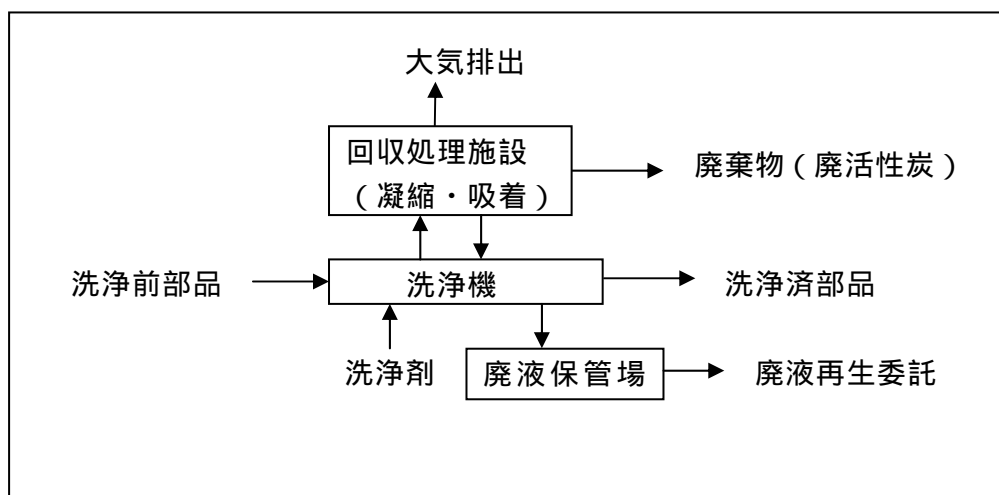 大気排出
回収処理施設
（凝縮・吸着）
廃棄物（廃活性炭）
洗浄前部品
洗浄機
洗浄済部品
洗浄剤
廃液保管場
廃液再生委託